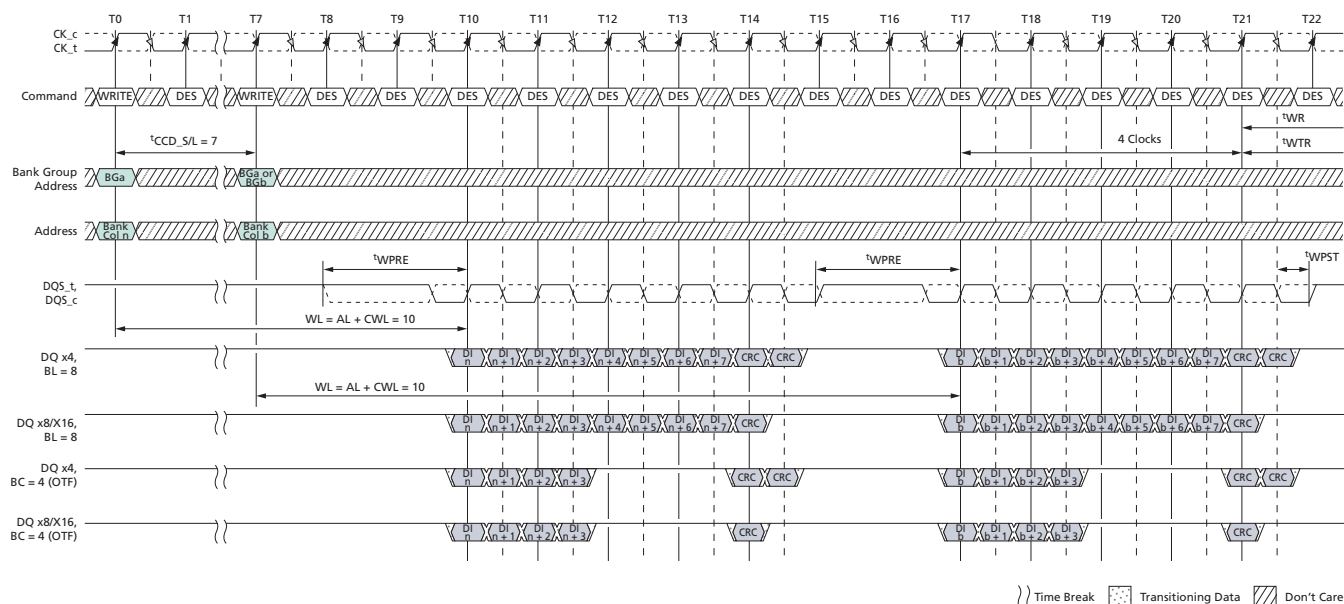 T0 T1 T7 T8 T9 T10 T11 T12 T13 T14 T15 T16 T17 T18 T19 T20 T21 T22
CK_c
CK_t
Command WRITE DES WRITE DES DES DES DES DES DES DES DES DES DES DES DES DES DES DES
tWR
tCCD_S/L = 7 4 Clocks tWTR
Bank Group
Address
BGa BGa or
BGb
Address Bank
Col n Bank
Col b
tWPRE tWPRE tWPST
DQS_t,
DQS_c
WL = AL + CWL = 10
DQ x4,
BL = 8
DI
n DI
n + 1 DI
n + 2 DI
n + 3 DI
n + 4 DI
n + 5 DI
n + 6 DI
n + 7 CRC CRC DI
b DI
b + 1 DI
b + 2 DI
b + 3 DI
b + 4 DI
b + 5 DI
b + 6 DI
b + 7 CRC CRC
WL = AL + CWL = 10
DQ x8/X16,
BL = 8
DI
n DI
n + 1 DI
n + 2 DI
n + 3 DI
n + 4 DI
n + 5 DI
n + 6 DI
n + 7 CRC DI
b DI
b + 1 DI
b + 2 DI
b + 3 DI
b + 4 DI
b + 5 DI
b + 6 DI
b + 7 CRC
DQ x4,
BC = 4 (OTF)
DI
n DI
n + 1 DI
n + 2 DI
n + 3 CRC CRC DI
b DI
b + 1 DI
b + 2 DI
b + 3 CRC CRC
DQ x8/X16,
BC = 4 (OTF)
DI
n DI
n + 1 DI
n + 2 DI
n + 3 CRC DI
b DI
b + 1 DI
b + 2 DI
b + 3 CRC
Time Break Transitioning Data Don't Care